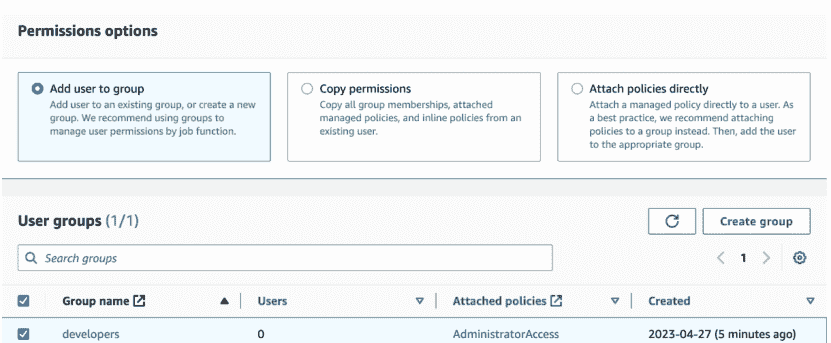 Permissions options
Add user to group
Add user to an existing group, or create a new
group. We recommend using groups to
manage user permissions by job function.
Copy permissions
Copy all group memberships, attached
managed policies, and inline policies from an
existing user.
Attach policies directly
Attach a managed policy directly to a user. As
a best practice, we recommend attaching
policies to a group instead. Then, add the user
to the appropriate group.
User groups (1/1)
Create group
Search groups
1
Group name Users Attached policies Created
developers 0 AdministratorAccess 2023-04-27 (5 minutes ago)